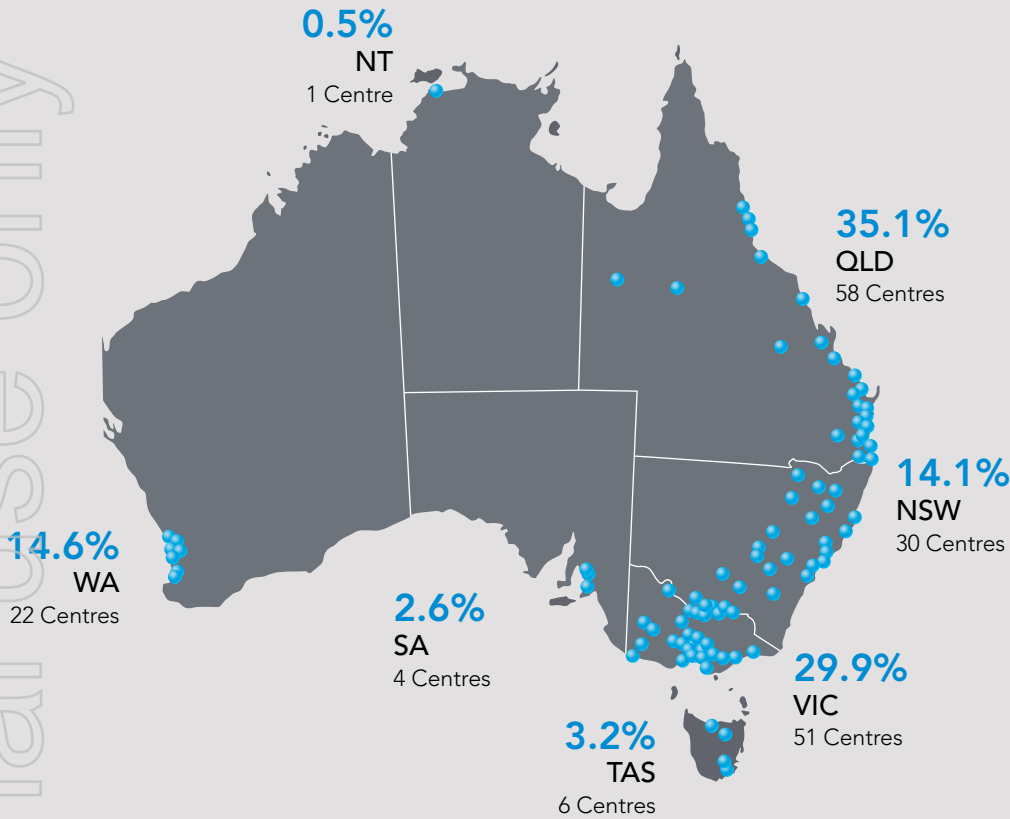 0.5%
NT
1 Centre
35.1%
QLD
58 Centres
14.1%
NSW
30 Centres
14.6%
WA
22 Centres
2.6%
SA
4 Centres
29.9%
VIC
51 Centres
3.2%
TAS
6 Centres